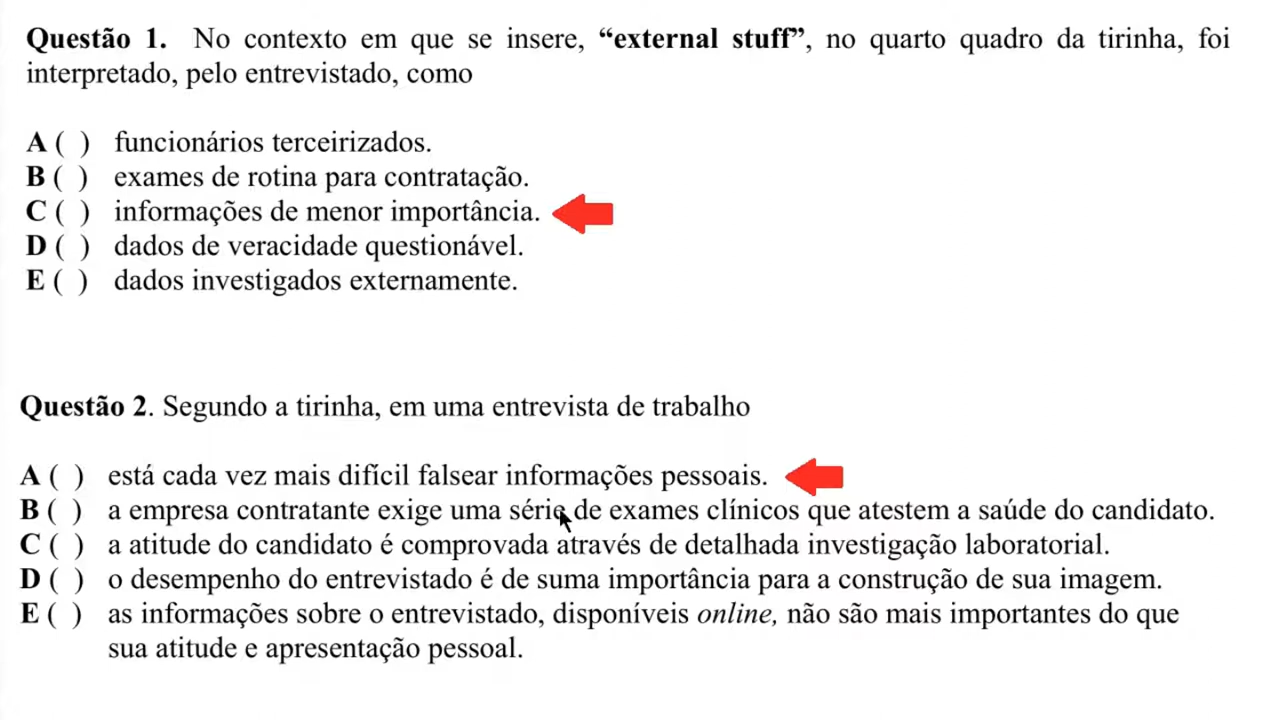 Questão 1. No contexto em que se insere, “external stuff”, no quarto quadro da tirinha, foi
interpretado, pelo entrevistado, como
A ( ) funcionários terceirizados.
B ( ) exames de rotina para contratação.
C ( ) informações de menor importância.
D ( ) dados de veracidade questionável.
E ( ) dados investigados externamente.
Questão 2. Segundo a tirinha, em uma entrevista de trabalho
A ( ) está cada vez mais difícil falsear informações pessoais.
B ( ) a empresa contratante exige uma série de exames clínicos que atestem a saúde do candidato.
C ( ) a atitude do candidato é comprovada através de detalhada investigação laboratorial.
D ( ) o desempenho do entrevistado é de suma importância para a construção de sua imagem.
E ( ) as informações sobre o entrevistado, disponíveis online, não são mais importantes do que
sua atitude e apresentação pessoal.